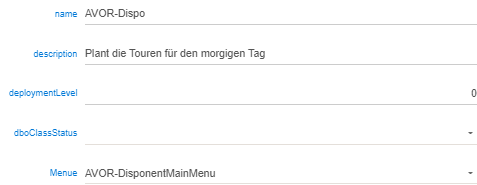 name AVOR-Dispo
description Plant die Touren für den morgigen Tag
deploymentLevel 0
dboClassStatus
Menue AVOR-DisponentMainMenu